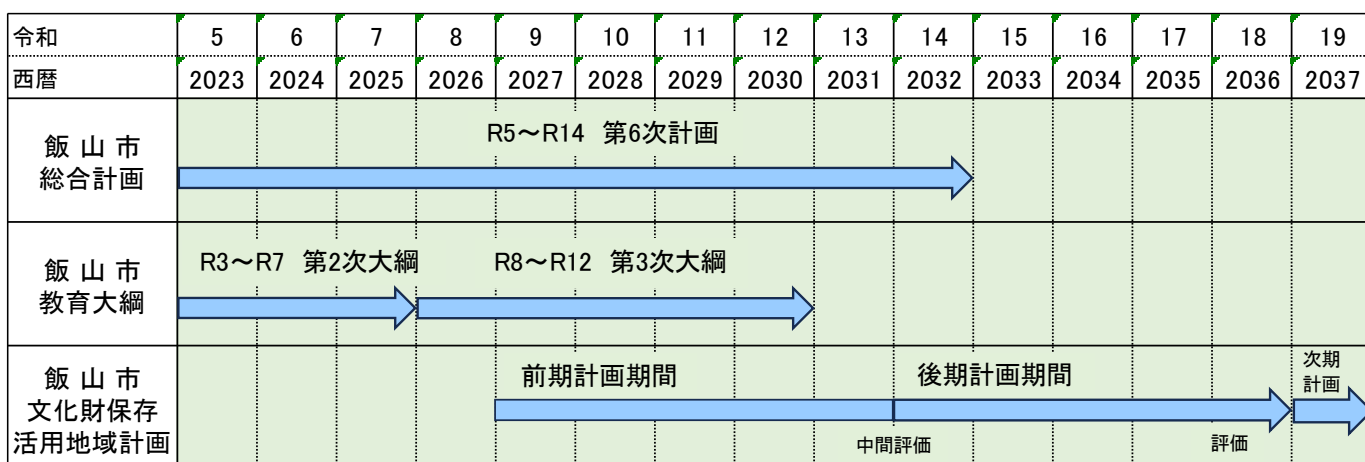 令和 5 6 7 8 9 10 11 12 13 14 15 16 17 18 19
西暦 2023 2024 2025 2026 2027 2028 2029 2030 2031 2032 2033 2034 2035 2036 2037
飯山市
総合計画
R5～R14 第6次計画
飯山市
教育大綱
R3～R7 第2次大綱
R8～R12 第3次大綱
飯山市
文化財保存
活用地域計画
前期計画期間
後期計画期間
次期
計画
中間評価
評価